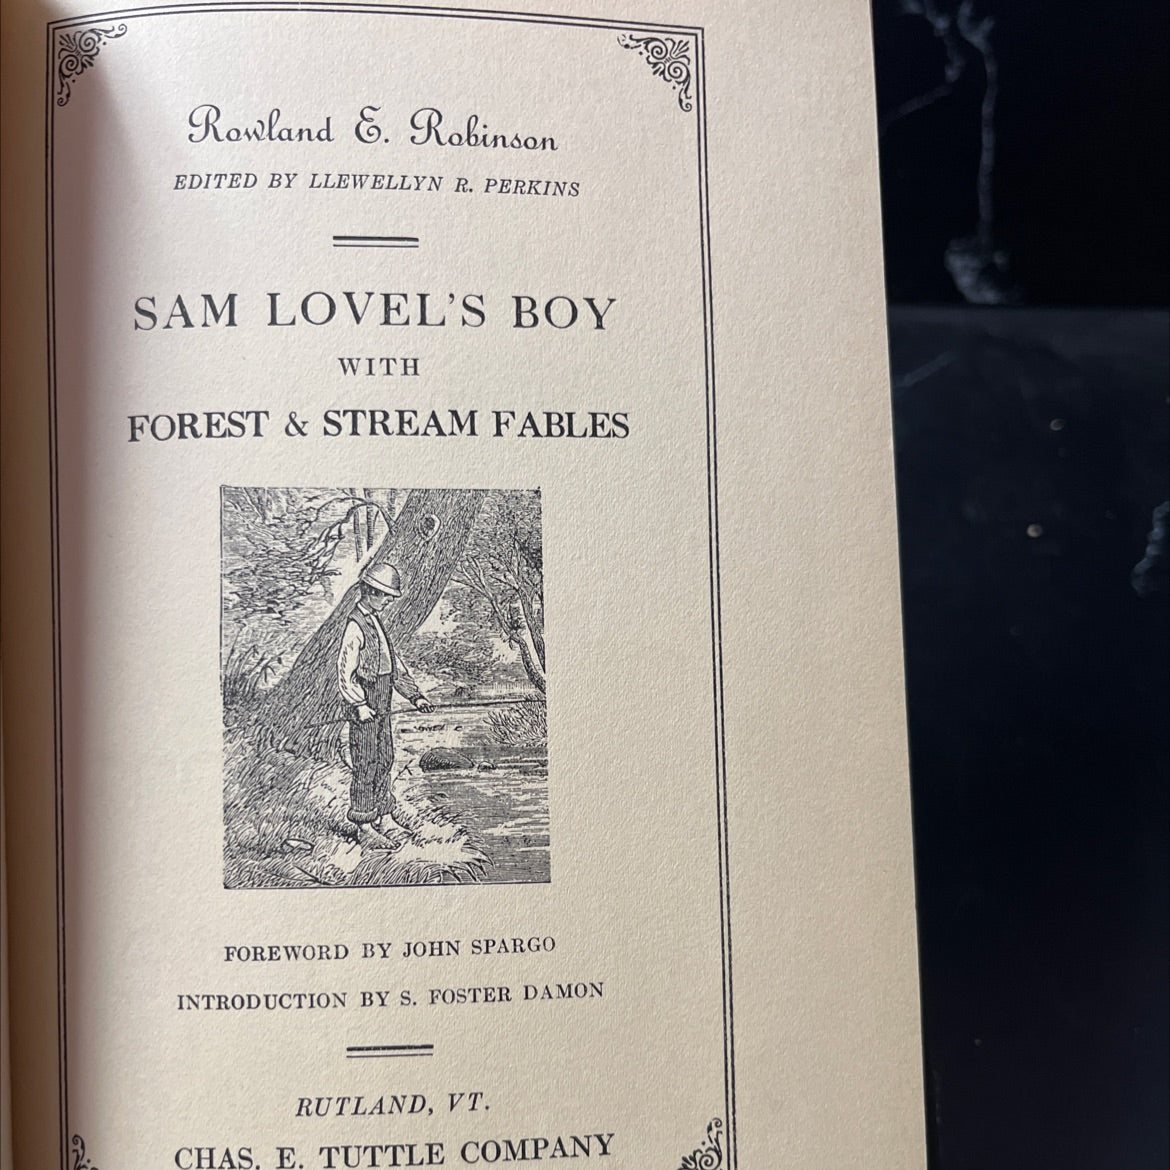 Rowland E. Robinson
EDITED BY LLEWELLYN R. PERKINS
SAM LOVEL'S BOY
WITH
FOREST & STREAM FABLES
FOREWORD BY JOHN SPARGO
INTRODUCTION BY S. FOSTER DAMON
RUTLAND, VT.
CHAS. E. TUTTLE COMPANY